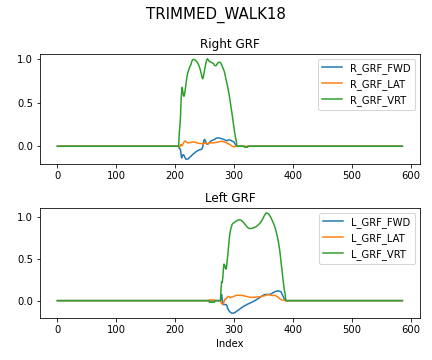 TRIMMED_WALK18
Right GRF
1.0
0.5
0.0
R_GRF_FWD
R_GRF_LAT
R_GRF_VRT
0 100 200 300 400 500 600
Left GRF
1.0
0.5
0.0
L_GRF_FWD
L_GRF_LAT
L_GRF_VRT
0 100 200 300 400 500 600
Index